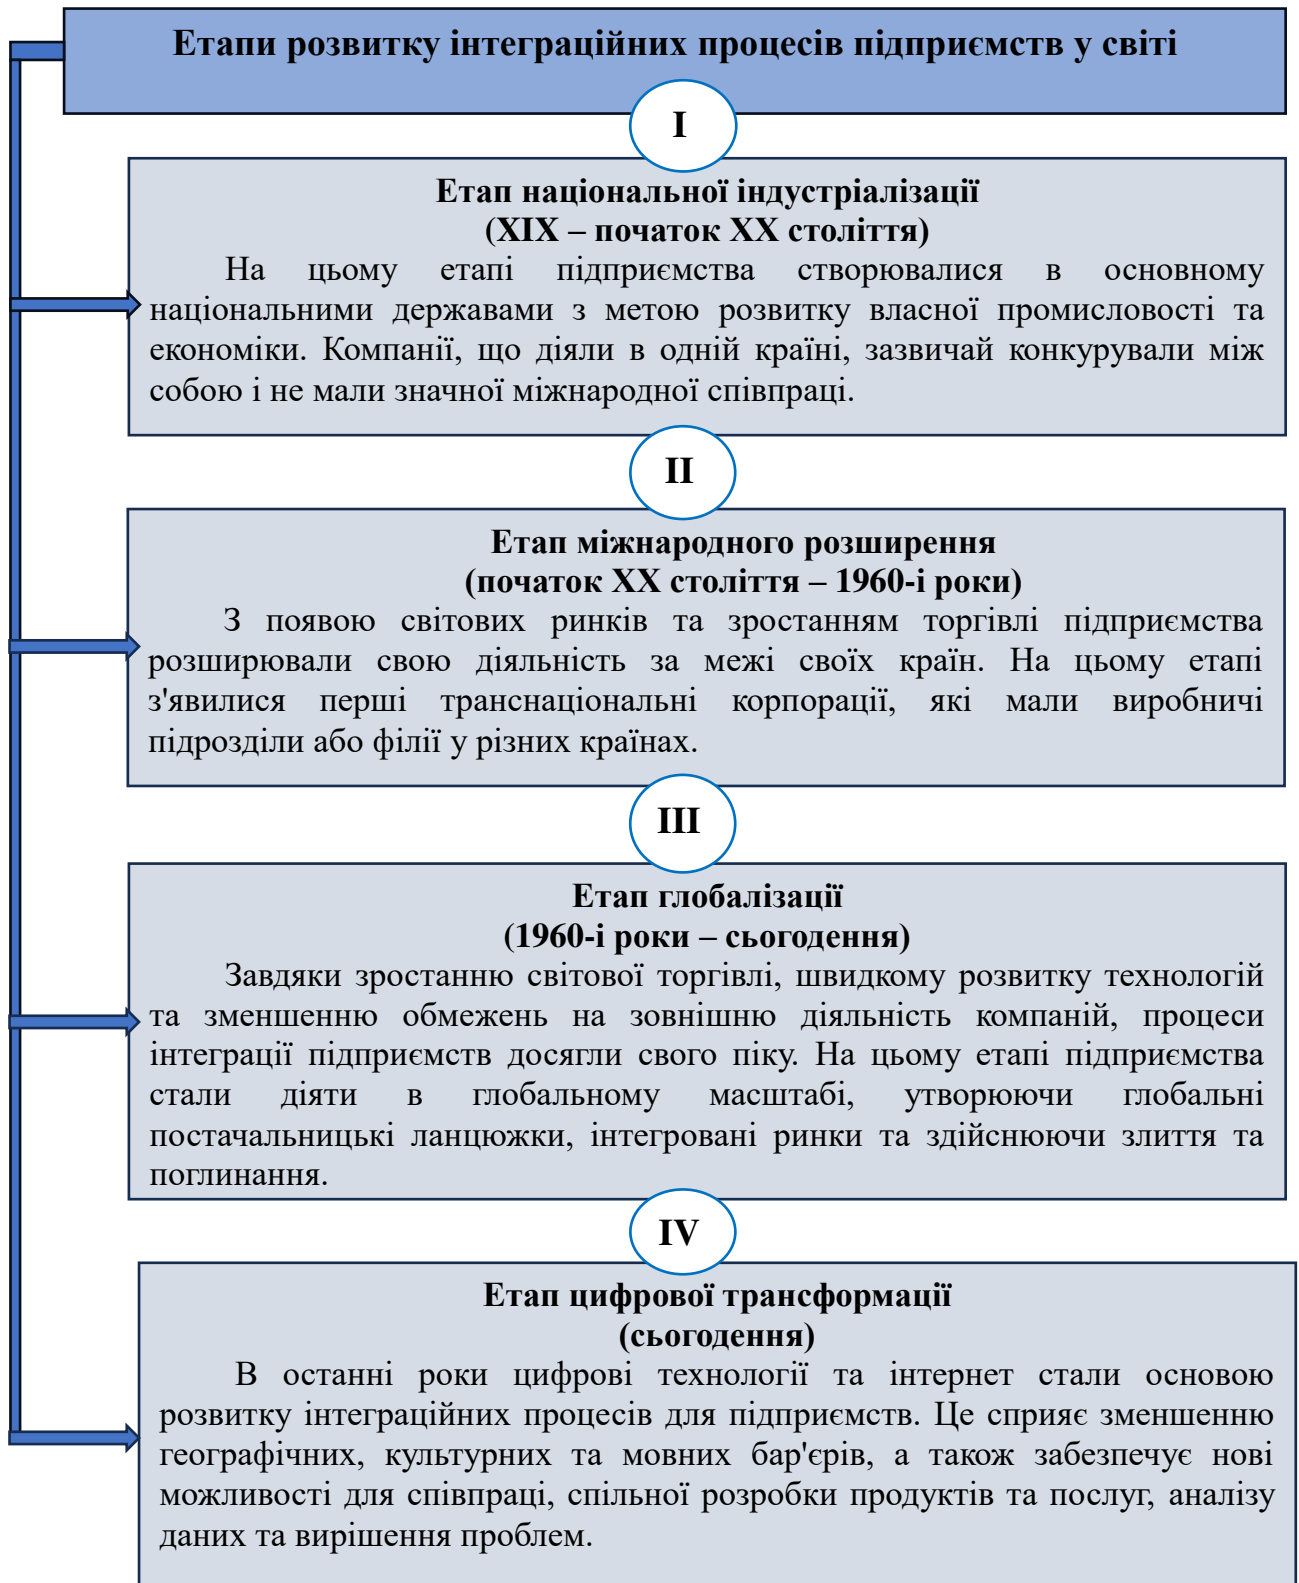 Етапи розвитку інтеграційних процесів підприємств у світі
I
Етап національної індустріалізації
(XIX – початок XX століття)
На цьому етапі підприємства створювалися в основному
національними державами з метою розвитку власної промисловості та
економіки. Компанії, що діяли в одній країні, зазвичай конкурували між
собою і не мали значної міжнародної співпраці.
II
Етап міжнародного розширення
(початок XX століття – 1960-і роки)
З появою світових ринків та зростанням торгівлі підприємства
розширювали свою діяльність за межі своїх країн. На цьому етапі
з'явилися перші транснаціональні корпорації, які мали виробничі
підрозділи або філії у різних країнах.
III
Етап глобалізації
(1960-і роки – сьогодення)
Завдяки зростанню світової торгівлі, швидкому розвитку технологій
та зменшенню обмежень на зовнішню діяльність компаній, процеси
інтеграції підприємств досягли свого піку. На цьому етапі підприємства
стали діяти в глобальному масштабі, утворюючи глобальні
постачальницькі ланцюжки, інтегровані ринки та здійснюючи злиття та
поглинання.
IV
Етап цифрової трансформації
(сьогодення)
В останні роки цифрові технології та інтернет стали основою
розвитку інтеграційних процесів для підприємств. Це сприяє зменшенню
географічних, культурних та мовних бар'єрів, а також забезпечує нові
можливості для співпраці, спільної розробки продуктів та послуг, аналізу
даних та вирішення проблем.